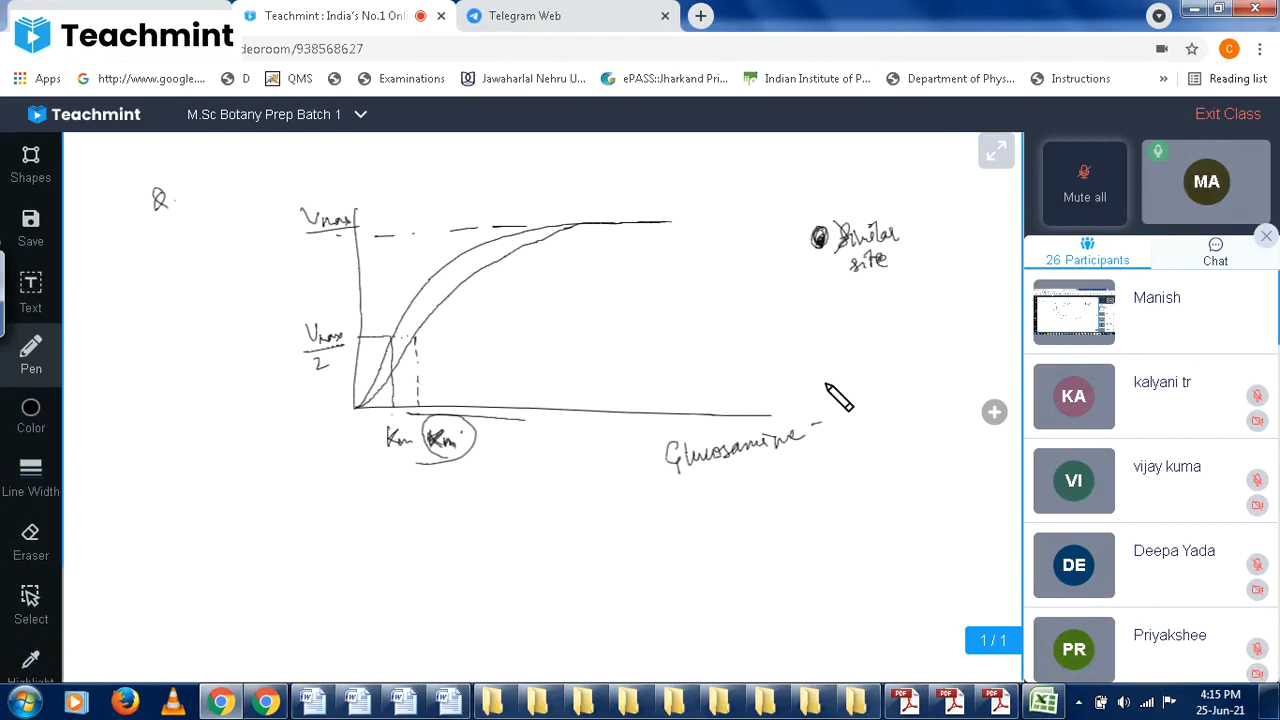 Teachmint : India's No.1 Onl
Telegram Web
Teachmint
deoroom/938568627
Apps
http://www.google....
D
QMS
Examinations
Jawaharlal Nehru U...
ePASS::Jharkand Pri...
Indian Institute of P...
Department of Phys...
Instructions
»
Reading list
Teachmint
M.Sc Botany Prep Batch 1
Exit Class
Shapes
Save
Text
Pen
Color
Line Width
Eraser
Select
Highlight
Q.
Vmax
Vmax
2
Km Km'
Glucosamine -
Similar
site
1 / 1
Mute all
MA
26 Participants
Chat
Manish
KA
kalyani tr
VI
vijay kuma
DE
Deepa Yada
PR
Priyakshee
4:15 PM
25-Jun-21